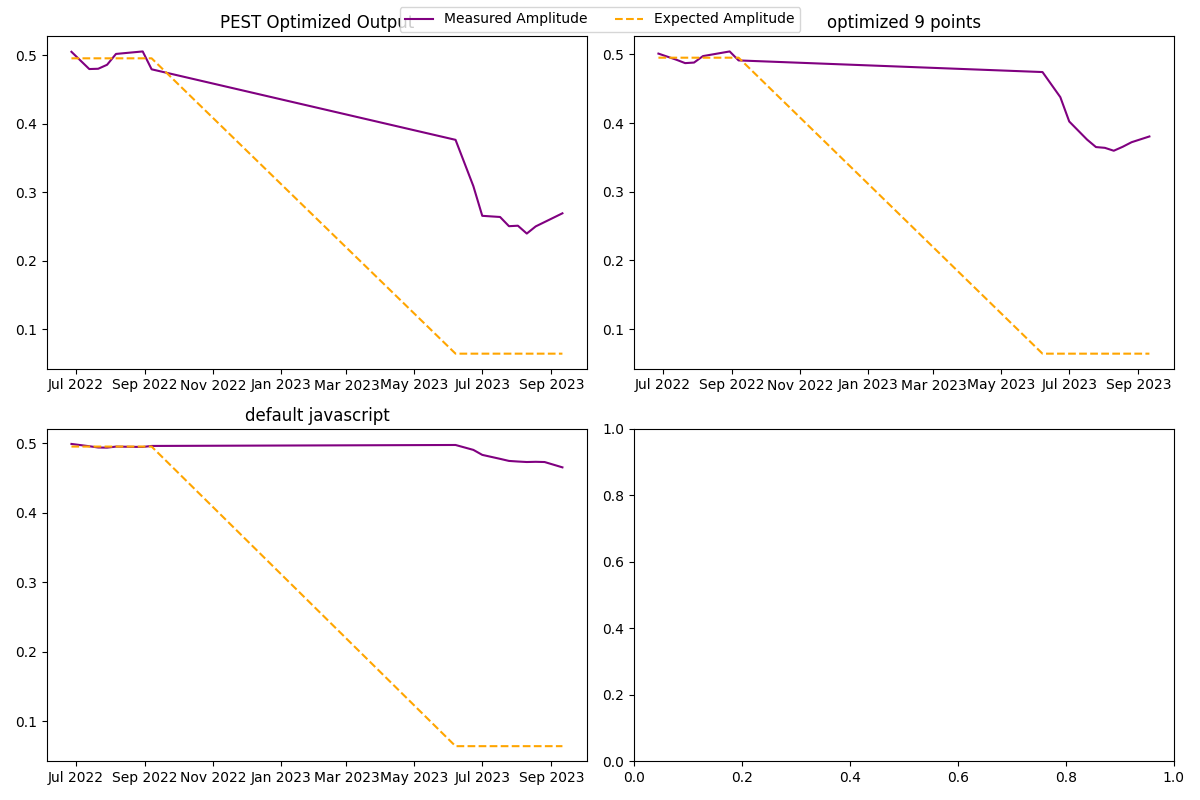 PEST Optimized Output
Measured Amplitude
Expected Amplitude
optimized 9 points
0.5
0.4
0.3
0.2
0.1
Jul 2022 Sep 2022 Nov 2022 Jan 2023 Mar 2023 May 2023 Jul 2023 Sep 2023
0.5
0.4
0.3
0.2
0.1
Jul 2022 Sep 2022 Nov 2022 Jan 2023 Mar 2023 May 2023 Jul 2023 Sep 2023
default javascript
0.5
0.4
0.3
0.2
0.1
Jul 2022 Sep 2022 Nov 2022 Jan 2023 Mar 2023 May 2023 Jul 2023 Sep 2023
1.0
0.8
0.6
0.4
0.2
0.0
0.0 0.2 0.4 0.6 0.8 1.0